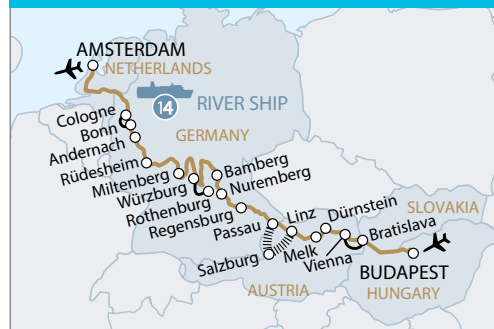 AMSTERDAM
NETHERLANDS
14
RIVER SHIP
Cologne
Bonn
GERMANY
Andernach
Rüdesheim
Bamberg
Miltenberg
Nuremberg
Würzburg
Rothenburg
Regensburg
Dürnstein
SLOVAKIA
Linz
Passau
Bratislava
Salzburg
Melk
Vienna
BUDAPEST
AUSTRIA
HUNGARY